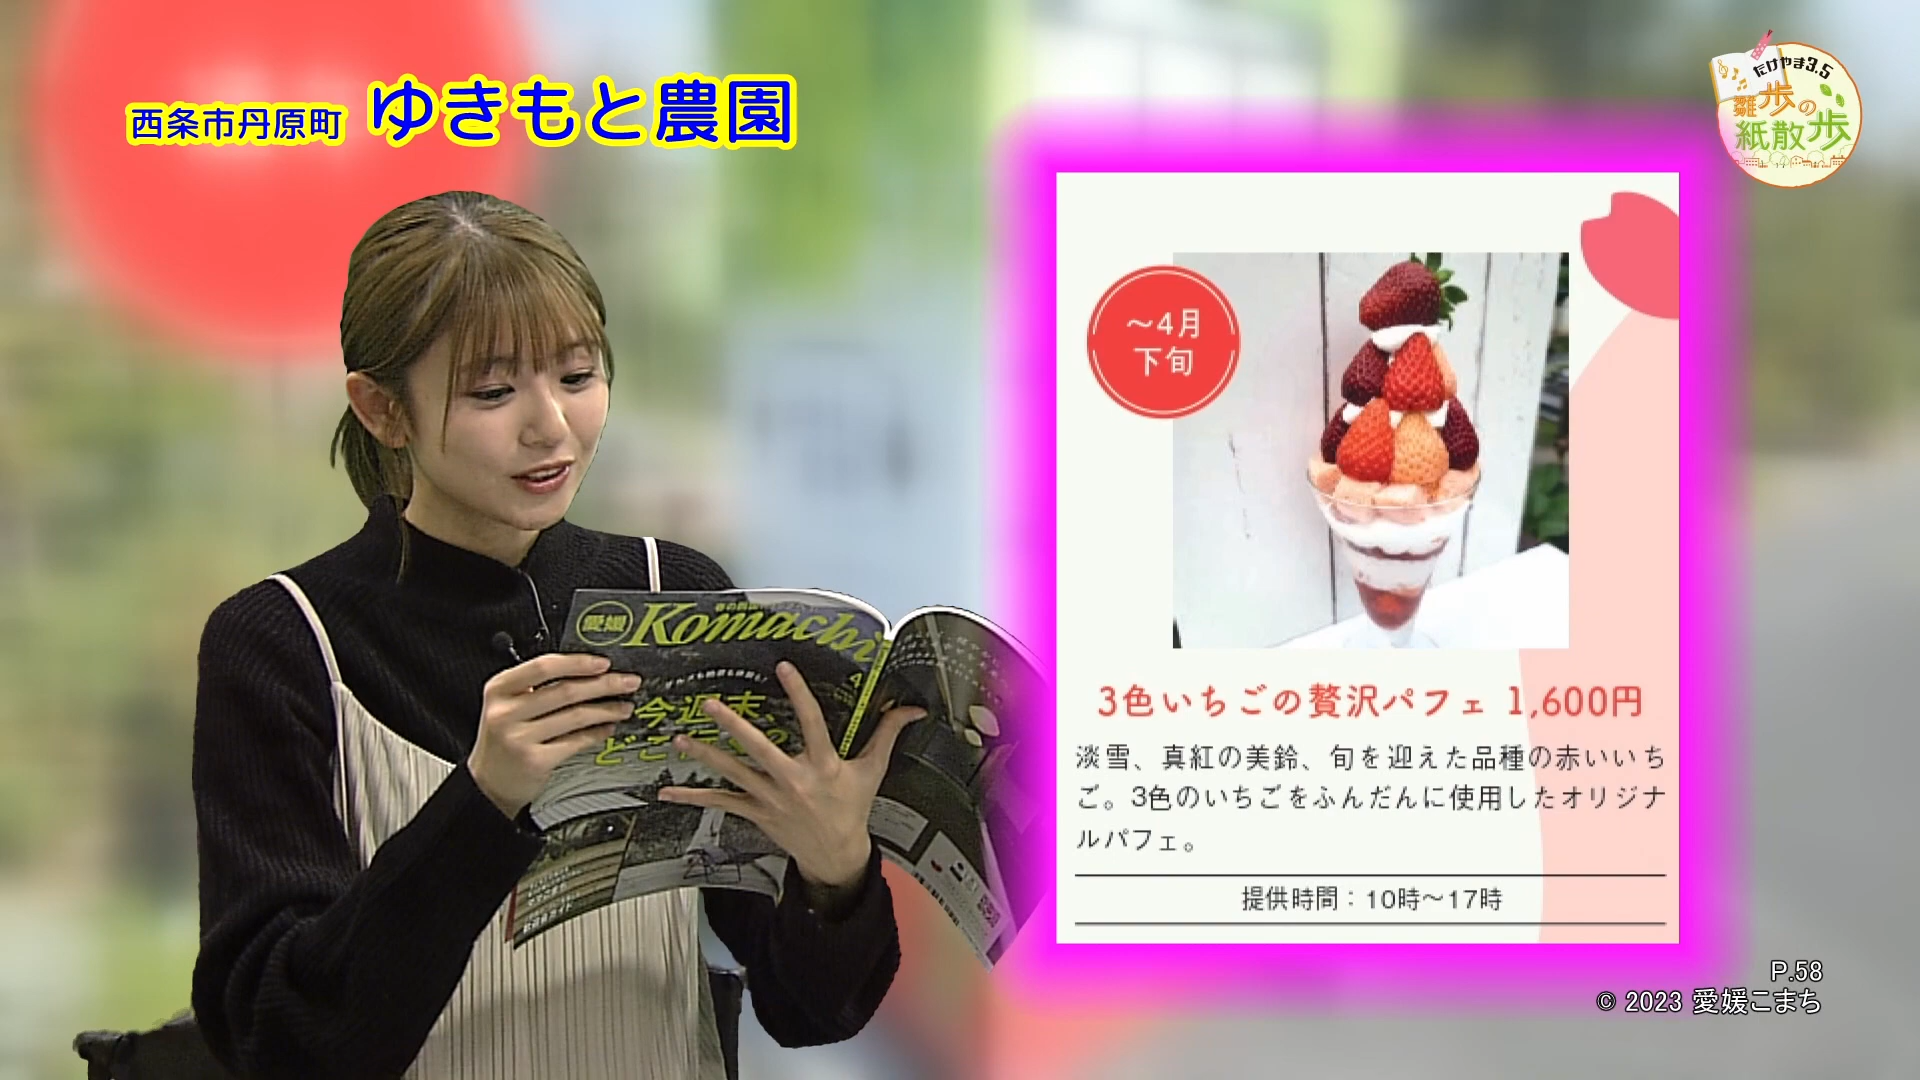 西条市丹原町 ゆきもと農園
たけやま3.5
雛歩の
紙散歩
～4月
下旬
3色いちごの贅沢パフェ 1,600円
淡雪、真紅の美鈴、旬を迎えた品種の赤いいち
ご。3色のいちごをふんだんに使用したオリジナ
ルパフェ。
提供時間：10時～17時
愛媛 Komachi
4
今週末、
どこ行く？
P.58
© 2023 愛媛こまち